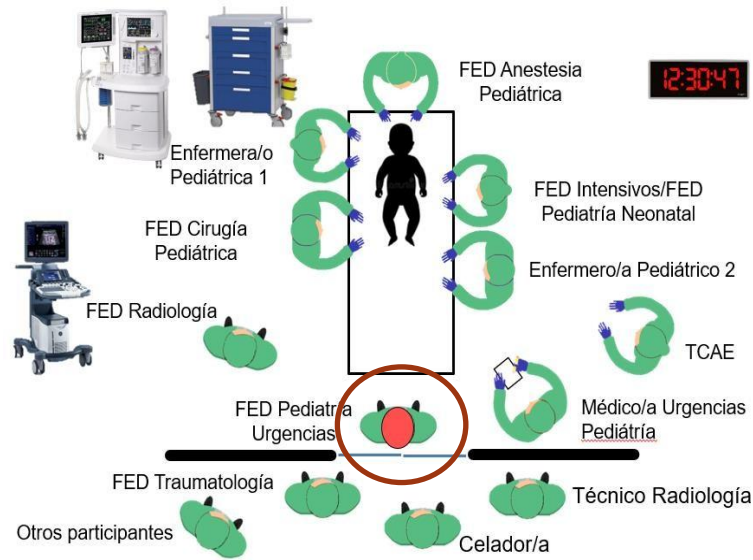 FED Anestesia
Pediátrica
12:30:47
Enfermera/o
Pediátrica 1
FED Intensivos/FED
Pediatría Neonatal
FED Cirugía
Pediátrica
Enfermero/a Pediátrico 2
FED Radiología
TCAE
FED Pediatría
Urgencias
Médico/a Urgencias
Pediátría
FED Traumatología
Técnico Radiología
Otros participantes
Celador/a